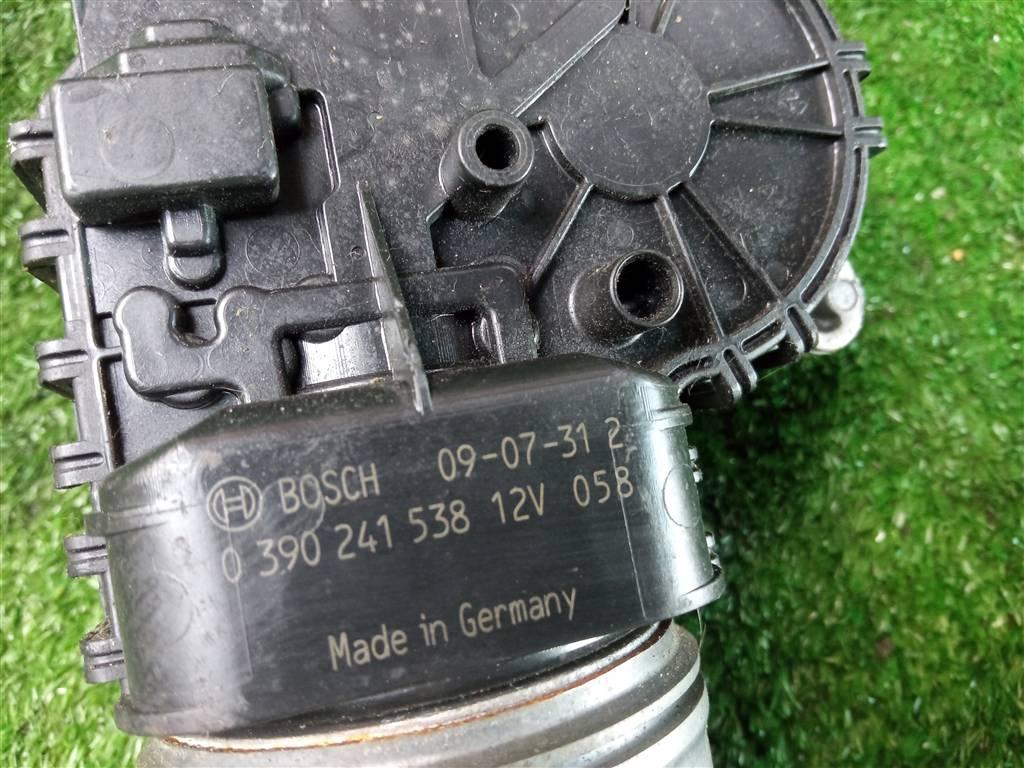 BOSCH 09-07-31 2
0 390 241 538 12V 058
Made in Germany